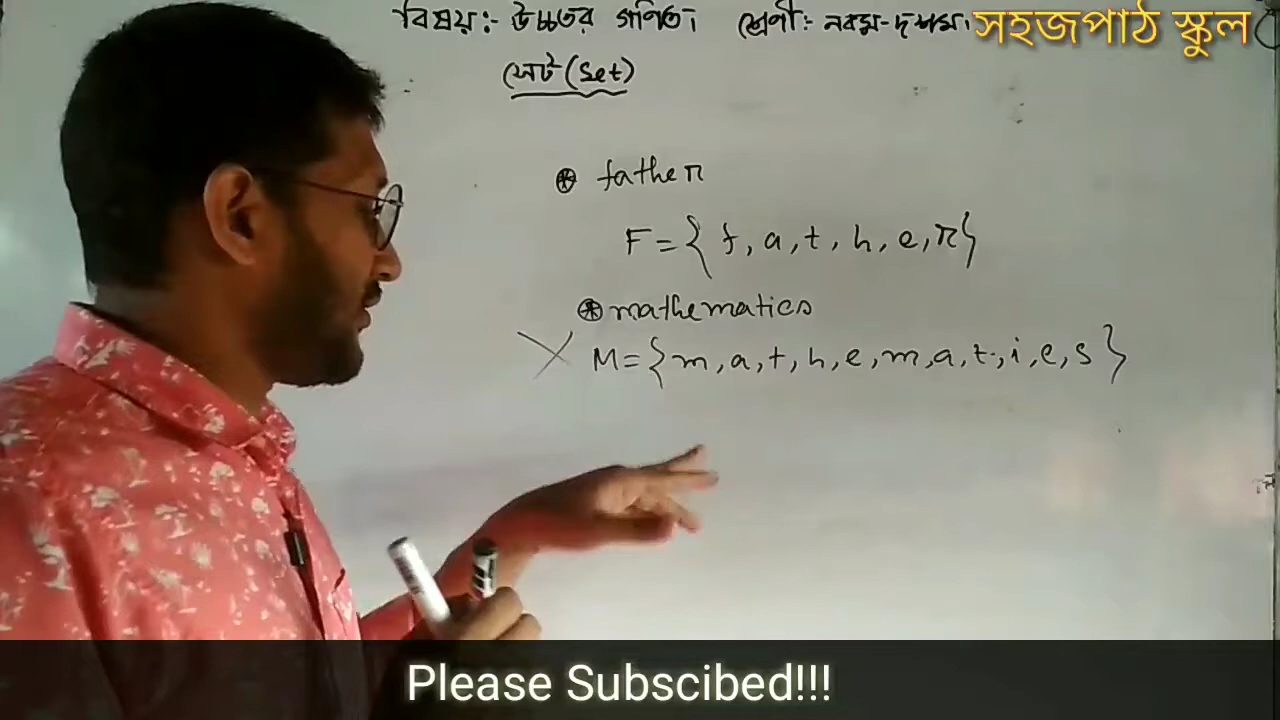 বিষয়:- উচ্চতর গণিত। শ্রেণী:- নবম-দশম। সহজপাঠ স্কুল
সেট (Set)
⊛ father
F = { f, a, t, h, e, r }
⊛ mathematics
X M = { m, a, t, h, e, m, a, t, i, c, s }
Please Subscibed!!!